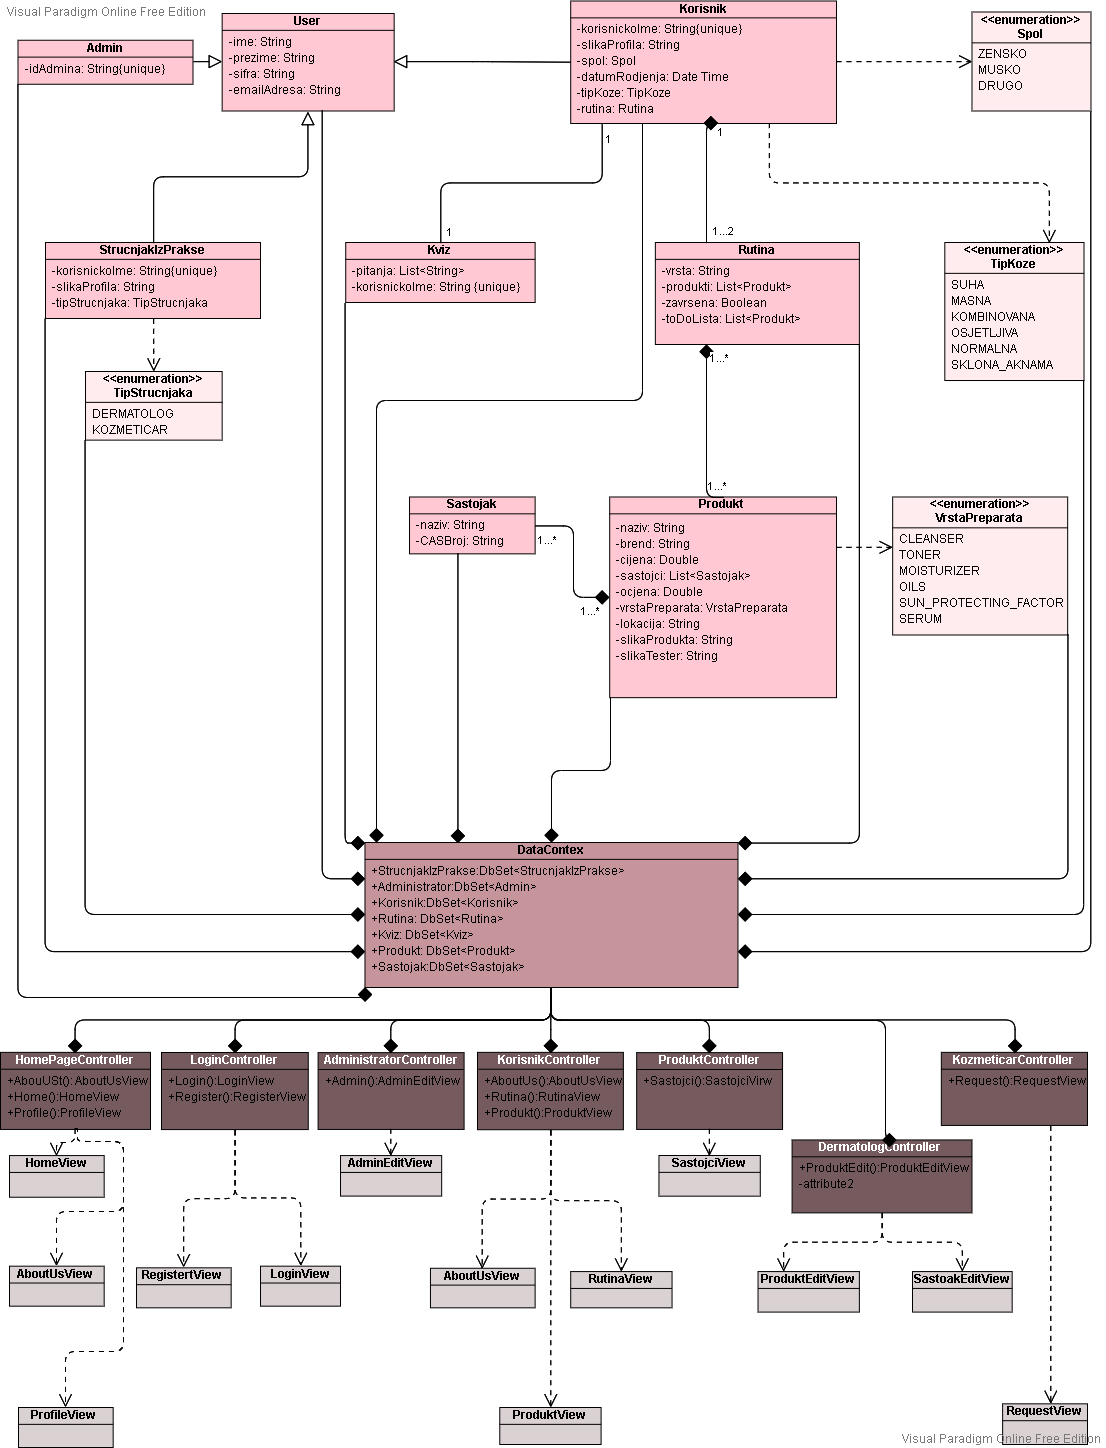 Visual Paradigm Online Free Edition
User
-ime: String
-prezime: String
-sifra: String
-emailAdresa: String
Admin
-idAdmina: String{unique}
Korisnik
-korisnickoIme: String{unique}
-slikaProfila: String
-spol: Spol
-datumRodjenja: Date Time
-tipKoze: TipKoze
-rutina: Rutina
<<enumeration>>
Spol
ZENSKO
MUSKO
DRUGO
1
1
1
1...2
StrucnjakIzPrakse
-korisnickoIme: String{unique}
-slikaProfila: String
-tipStrucnjaka: TipStrucnjaka
Kviz
-pitanja: List<String>
-korisnickoIme: String {unique}
Rutina
-vrsta: String
-produkti: List<Produkt>
-zavrsena: Boolean
-toDoLista: List<Produkt>
<<enumeration>>
TipKoze
SUHA
MASNA
KOMBINOVANA
OSJETLJIVA
NORMALNA
SKLONA_AKNAMA
1...*
<<enumeration>>
TipStrucnjaka
DERMATOLOG
KOZMETICAR
1...*
Sastojak
-naziv: String
-CASBroj: String
1...*
1...*
Produkt
-naziv: String
-brend: String
-cijena: Double
-sastojci: List<Sastojak>
-ocjena: Double
-vrstaPreparata: VrstaPreparata
-lokacija: String
-slikaProdukta: String
-slikaTester: String
<<enumeration>>
VrstaPreparata
CLEANSER
TONER
MOISTURIZER
OILS
SUN_PROTECTING_FACTOR
SERUM
DataContex
+StrucnjakIzPrakse:DbSet<StrucnjakIzPrakse>
+Administrator:DbSet<Admin>
+Korisnik:DbSet<Korisnik>
+Rutina: DbSet<Rutina>
+Kviz: DbSet<Kviz>
+Produkt: DbSet<Produkt>
+Sastojak:DbSet<Sastojak>
HomePageController
+AbouUSt(): AboutUsView
+Home():HomeView
+Profile():ProfileView
LoginController
+Login():LoginView
+Register():RegisterView
AdministratorController
+Admin():AdminEditView
KorisnikController
+AboutUs():AboutUsView
+Rutina():RutinaView
+Produkt():ProduktView
ProduktController
+Sastojci():SastojciVirw
KozmeticarController
+Request():RequestView
DermatologController
+ProduktEdit():ProduktEditView
-attribute2
HomeView
AdminEditView
SastojciView
AboutUsView
RegistertView
LoginView
AboutUsView
RutinaView
ProduktEditView
SastoakEditView
ProfileView
ProduktView
RequestView
Visual Paradigm Online Free Edition